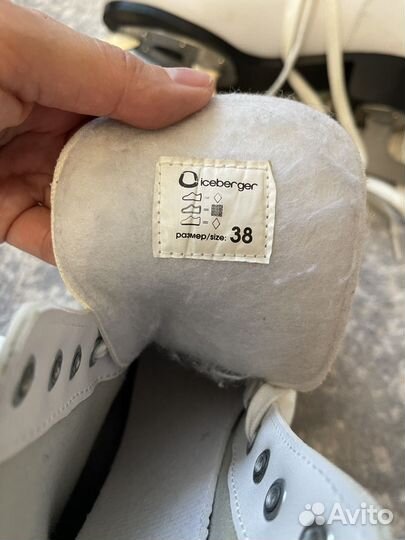 iceberger
= ◇
= 
= ◇
размер/size: 38
Avito